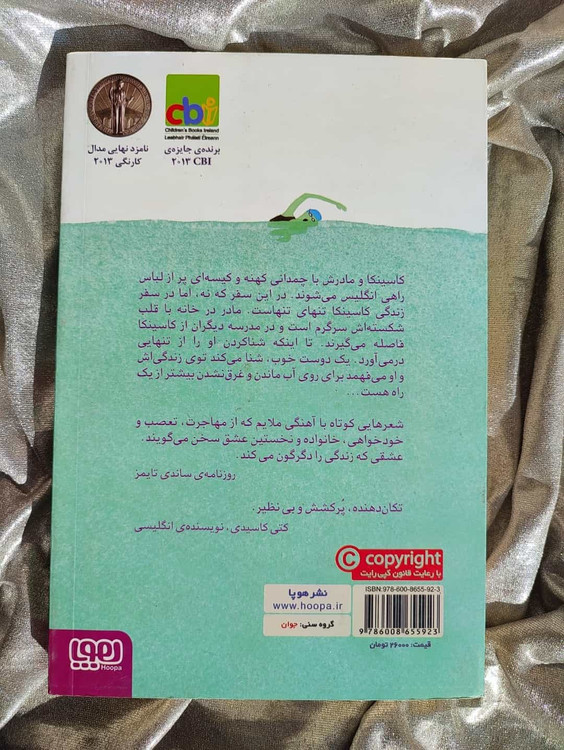 cbi
Children's Books Ireland
Leabhair Pháistí Éireann
برنده‌ی جایزه‌ی
CBI ۲۰۱۳
نامزد نهایی مدال
کارنگی ۲۰۱۳
کاسینکا و مادرش با چمدانی کهنه و کیسه‌ای پر از لباس
راهی انگلیس می‌شوند. در این سفر که نه، اما در سفر
زندگی کاسینکا تنهای تنهاست. مادر در خانه با قلب
شکسته‌اش سرگرم است و در مدرسه دیگران از کاسینکا
فاصله می‌گیرند. تا اینکه شناکردن او را از تنهایی
درمی‌آورد. یک دوست خوب، شنا می‌کند توی زندگی‌اش
و او می‌فهمد برای روی آب ماندن و غرق‌نشدن بیشتر از یک
راه هست...
شعرهایی کوتاه با آهنگی ملایم که از مهاجرت، تعصب و
خودخواهی، خانواده و نخستین عشق سخن می‌گویند.
عشقی که زندگی را دگرگون می‌کند.
روزنامه‌ی ساندی تایمز
تکان‌دهنده، پُرکشش و بی‌نظیر.
کتی کاسیدی، نویسنده‌ی انگلیسی
© copyright
با رعایت قانون کپی‌رایت
نشر هوپا
www.hoopa.ir
گروه سنی: جوان
ISBN:978-600-8655-92-3
9 786008 655923
قیمت: ۲۶۰۰۰ تومان
هوپا
Hoopa